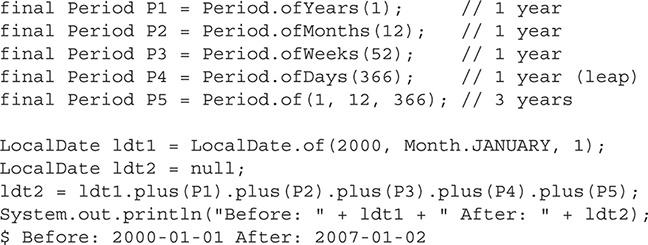 final Period P1 = Period.ofYears(1);      // 1 year
final Period P2 = Period.ofMonths(12);    // 1 year
final Period P3 = Period.ofWeeks(52);     // 1 year
final Period P4 = Period.ofDays(366);     // 1 year (leap)
final Period P5 = Period.of(1, 12, 366); // 3 years

LocalDate ldt1 = LocalDate.of(2000, Month.JANUARY, 1);
LocalDate ldt2 = null;
ldt2 = ldt1.plus(P1).plus(P2).plus(P3).plus(P4).plus(P5);
System.out.println("Before: " + ldt1 + " After: " + ldt2);
$ Before: 2000-01-01 After: 2007-01-02